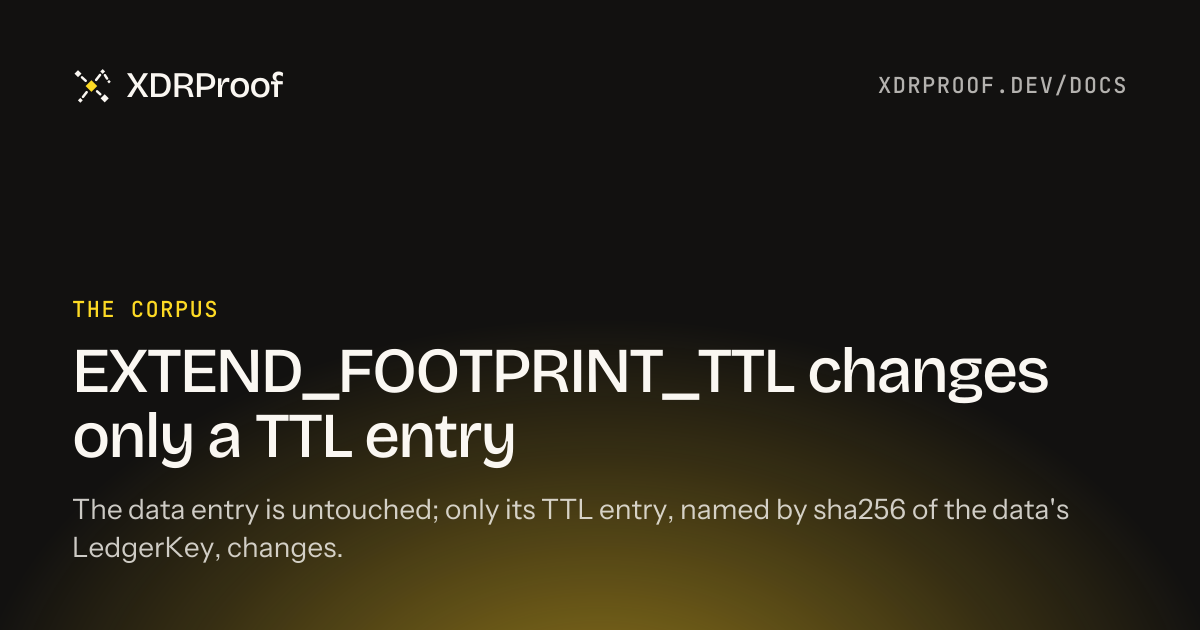 XDRProof
XDRPROOF.DEV/DOCS
THE CORPUS
EXTEND_FOOTPRINT_TTL changes
only a TTL entry
The data entry is untouched; only its TTL entry, named by sha256 of the data's
LedgerKey, changes.